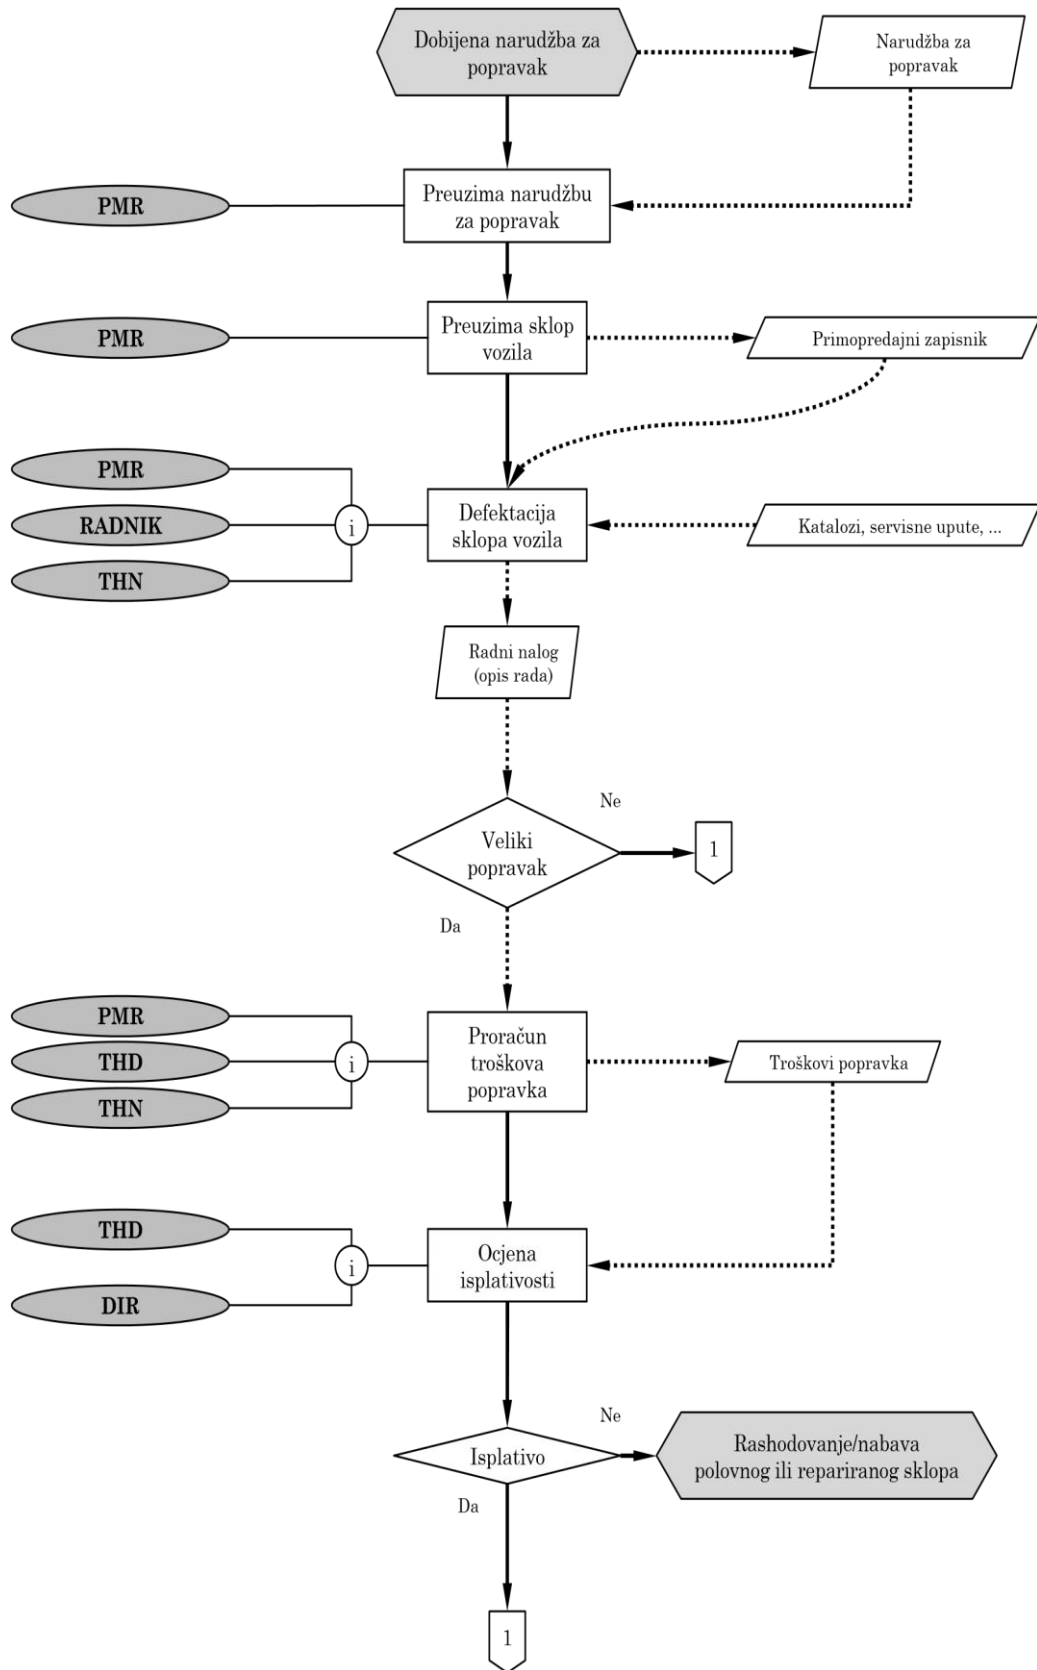 Dobijena narudžba za
popravak
Narudžba za
popravak
PMR
Preuzima narudžbu
za popravak
PMR
Preuzima sklop
vozila
Primopredajni zapisnik
PMR
RADNIK
THN
i
Defektacija
sklopa vozila
Katalozi, servisne upute, ...
Radni nalog
(opis rada)
Veliki
popravak
Ne
1
Da
PMR
THD
THN
i
Proračun
troškova
popravka
Troškovi popravka
THD
DIR
i
Ocjena
isplativosti
Isplativo
Ne
Rashodovanje/nabava
polovnog ili repariranog sklopa
Da
1